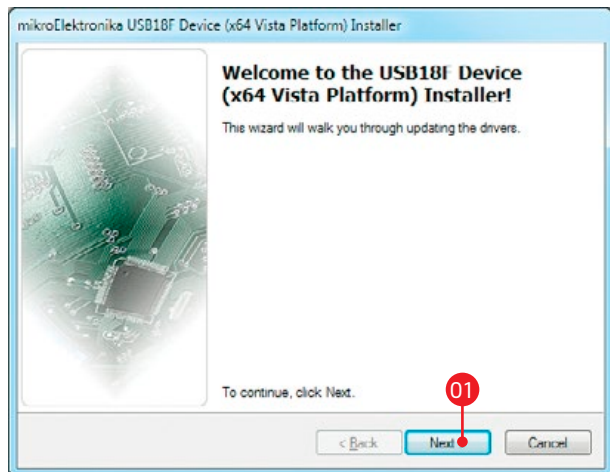 mikroElektronika USB18F Device (x64 Vista Platform) Installer
Welcome to the USB18F Device
(x64 Vista Platform) Installer!
This wizard will walk you through updating the drivers.
To continue, click Next.
01
< Back Next Cancel